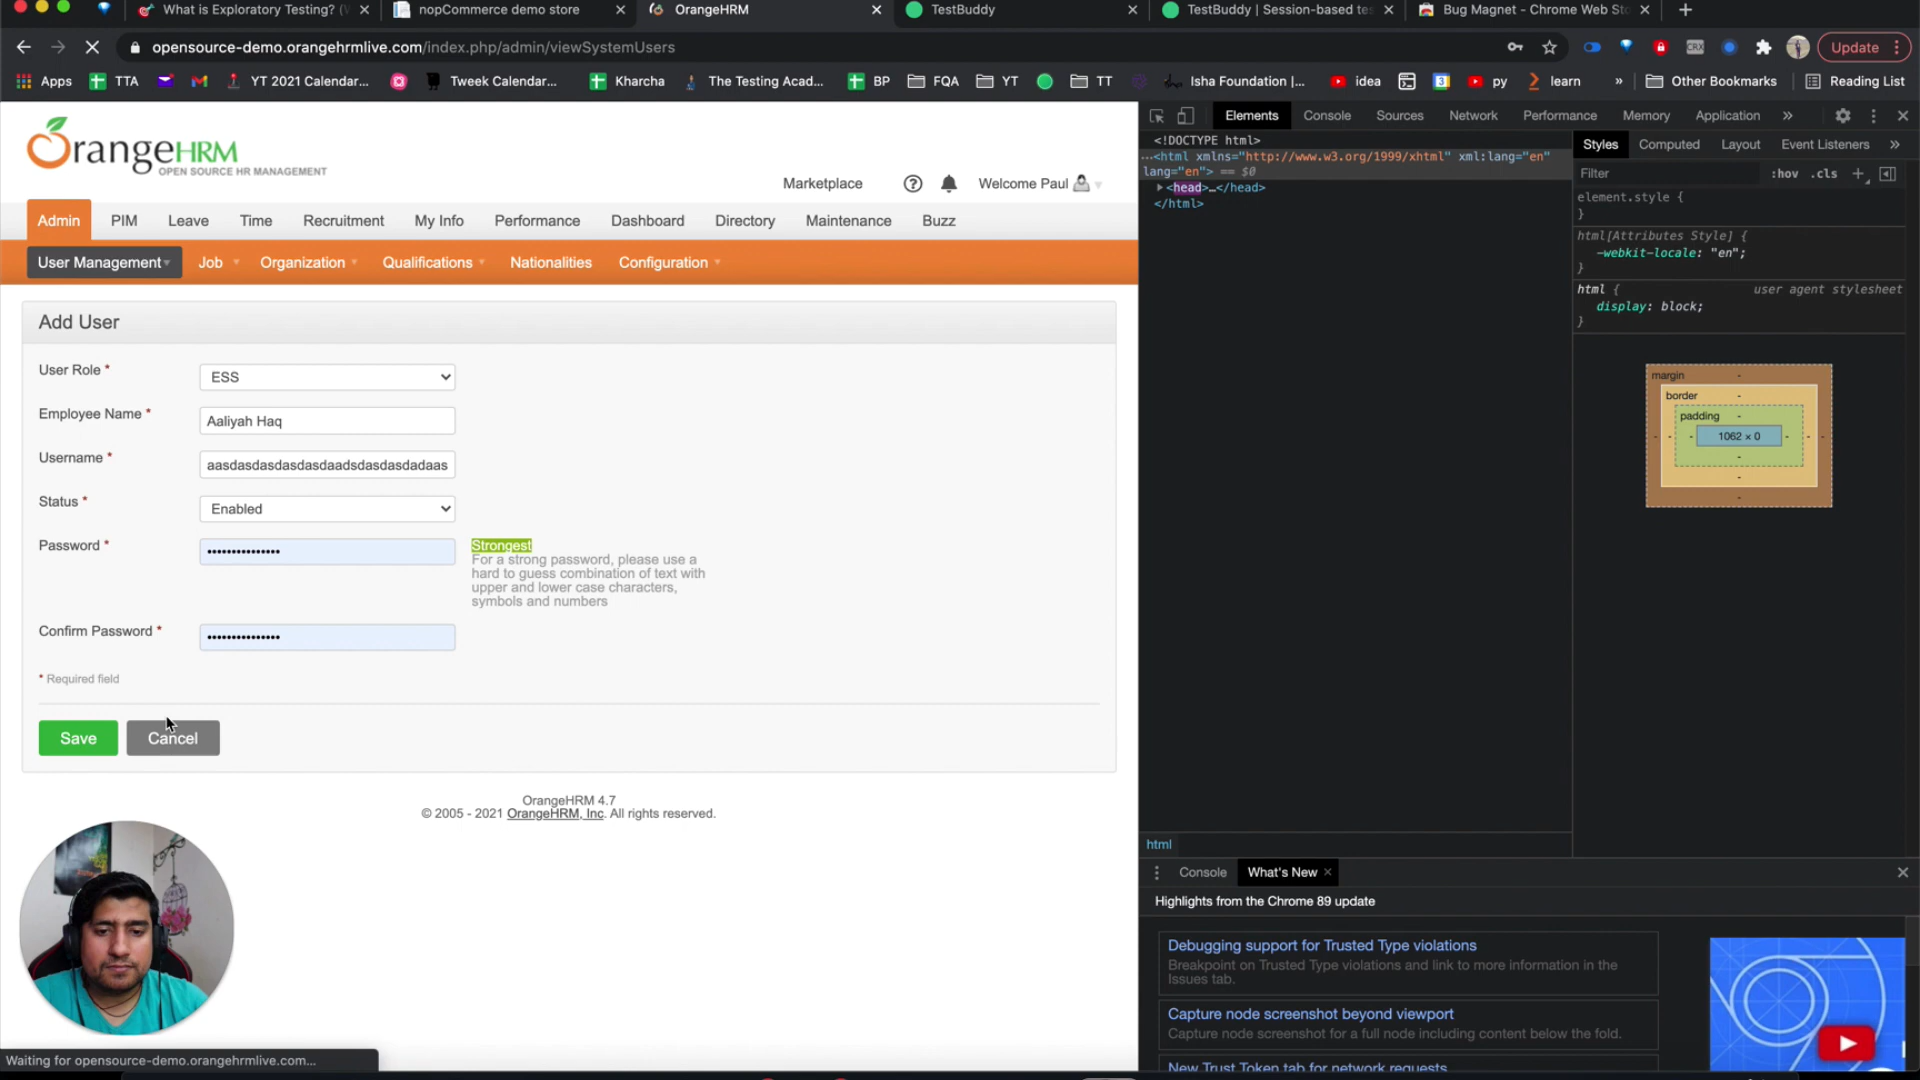 What is Exploratory Testing? (V
nopCommerce demo store
OrangeHRM
TestBuddy
TestBuddy | Session-based tes
Bug Magnet - Chrome Web Sto
opensource-demo.orangehrmlive.com/index.php/admin/viewSystemUsers
Update
Apps
TTA
YT 2021 Calendar...
Tweek Calendar...
Kharcha
The Testing Acad...
BP
FQA
YT
TT
Isha Foundation |...
idea
py
learn
»
Other Bookmarks
Reading List
OrangeHRM
OPEN SOURCE HR MANAGEMENT
Marketplace
Welcome Paul
Admin
PIM
Leave
Time
Recruitment
My Info
Performance
Dashboard
Directory
Maintenance
Buzz
User Management
Job
Organization
Qualifications
Nationalities
Configuration
Add User
User Role *
ESS
Employee Name *
Aaliyah Haq
Username *
aasdasdasdasdasdaadsdasdasdadaas
Status *
Enabled
Password *
•••••••••••••••
Strongest
For a strong password, please use a
hard to guess combination of text with
upper and lower case characters,
symbols and numbers
Confirm Password *
•••••••••••••••
* Required field
Save
Cancel
OrangeHRM 4.7
© 2005 - 2021 OrangeHRM, Inc. All rights reserved.
Waiting for opensource-demo.orangehrmlive.com...
Elements
Console
Sources
Network
Performance
Memory
Application
»
<!DOCTYPE html>
…<html xmlns="http://www.w3.org/1999/xhtml" xml:lang="en"
lang="en"> == $0
<head>…</head>
</html>
html
Styles
Computed
Layout
Event Listeners
»
Filter
:hov
.cls
element.style {
}
html[Attributes Style] {
-webkit-locale: "en";
}
html {
user agent stylesheet
display: block;
}
margin
-
border
-
padding
-
1062 × 0
Console
What's New
Highlights from the Chrome 89 update
Debugging support for Trusted Type violations
Breakpoint on Trusted Type violations and link to more information in the
Issues tab.
Capture node screenshot beyond viewport
Capture node screenshot for a full node including content below the fold.
New Trust Token tab for network requests